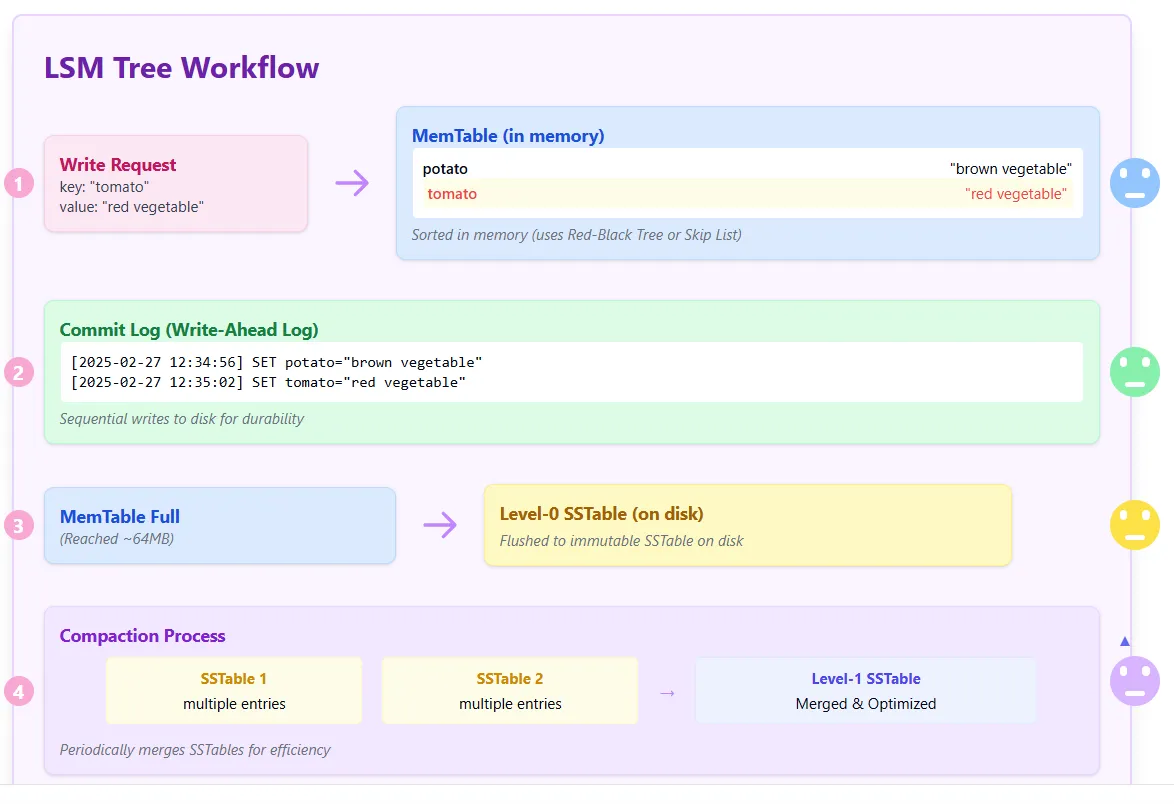 LSM Tree Workflow
1
Write Request
key: "tomato"
value: "red vegetable"
MemTable (in memory)
potato "brown vegetable"
tomato "red vegetable"
Sorted in memory (uses Red-Black Tree or Skip List)
2
Commit Log (Write-Ahead Log)
[2025-02-27 12:34:56] SET potato="brown vegetable"
[2025-02-27 12:35:02] SET tomato="red vegetable"
Sequential writes to disk for durability
3
MemTable Full
(Reached ~64MB)
Level-0 SSTable (on disk)
Flushed to immutable SSTable on disk
4
Compaction Process
SSTable 1
multiple entries
SSTable 2
multiple entries
→
Level-1 SSTable
Merged & Optimized
Periodically merges SSTables for efficiency